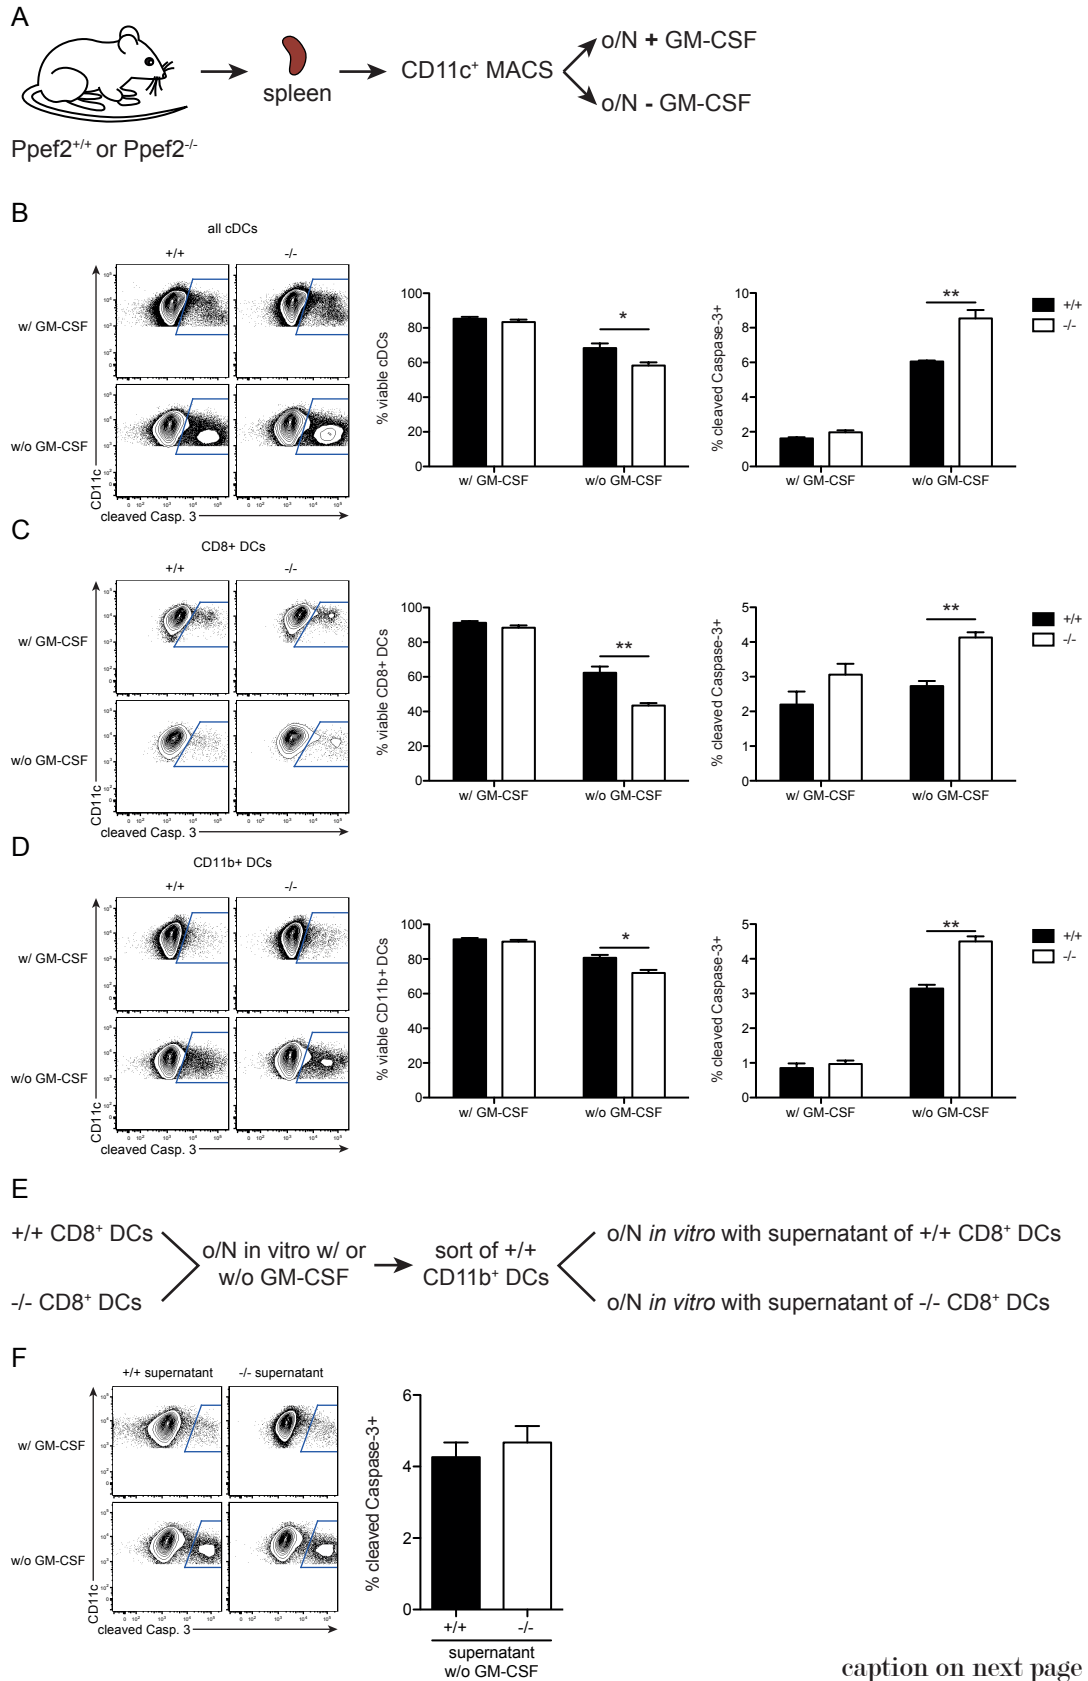 A
Ppef2+/+ or Ppef2-/-
spleen
CD11c+ MACS
o/N + GM-CSF
o/N - GM-CSF
B
all cDCs
+/+
-/-
w/ GM-CSF
w/o GM-CSF
CD11c
cleaved Casp. 3
% viable cDCs
100
80
60
40
20
0
w/ GM-CSF
w/o GM-CSF
*
% cleaved Caspase-3+
10
8
6
4
2
0
w/ GM-CSF
w/o GM-CSF
**
+/+
-/-
C
CD8+ DCs
+/+
-/-
w/ GM-CSF
w/o GM-CSF
CD11c
cleaved Casp. 3
% viable CD8+ DCs
100
80
60
40
20
0
w/ GM-CSF
w/o GM-CSF
**
% cleaved Caspase-3+
5
4
3
2
1
0
w/ GM-CSF
w/o GM-CSF
**
+/+
-/-
D
CD11b+ DCs
+/+
-/-
w/ GM-CSF
w/o GM-CSF
CD11c
cleaved Casp. 3
% viable CD11b+ DCs
100
80
60
40
20
0
w/ GM-CSF
w/o GM-CSF
*
% cleaved Caspase-3+
5
4
3
2
1
0
w/ GM-CSF
w/o GM-CSF
**
+/+
-/-
E
+/+ CD8+ DCs
-/- CD8+ DCs
o/N in vitro w/ or
w/o GM-CSF
sort of +/+
CD11b+ DCs
o/N in vitro with supernatant of +/+ CD8+ DCs
o/N in vitro with supernatant of -/- CD8+ DCs
F
+/+ supernatant
-/- supernatant
w/ GM-CSF
w/o GM-CSF
CD11c
cleaved Casp. 3
% cleaved Caspase-3+
6
4
2
0
+/+
-/-
supernatant
w/o GM-CSF
caption on next page